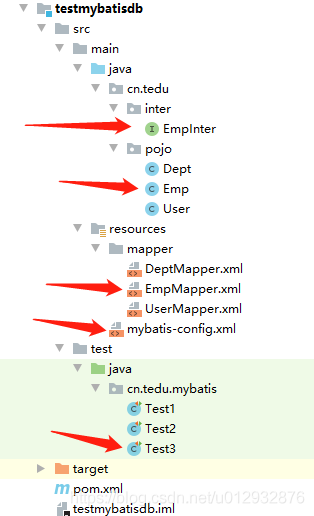 testmybatisdb
src
main
java
cn.tedu
inter
EmpInter
pojo
Dept
Emp
User
resources
mapper
DeptMapper.xml
EmpMapper.xml
UserMapper.xml
mybatis-config.xml
test
java
cn.tedu.mybatis
Test1
Test2
Test3
target
pom.xml
https://blog.csdn.net/u012932876
testmybatisdb.iml